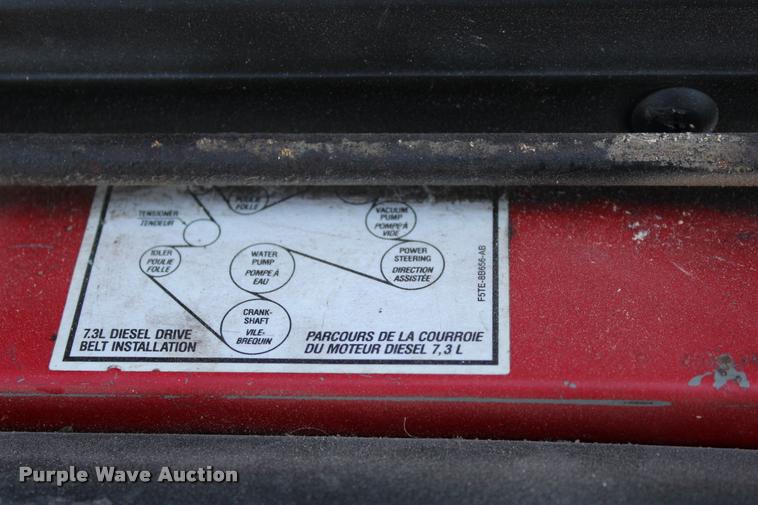 POULIE
FOLLE
TENSIONER
TENDEUR
VACUUM
PUMP
POMPE À
VIDE
IDLER
POULIE
FOLLE
WATER
PUMP
POMPE À
EAU
POWER
STEERING
DIRECTION
ASSISTÉE
F5TE-8B656-AB
CRANK-
SHAFT
VILE-
BREQUIN
7.3L DIESEL DRIVE
BELT INSTALLATION
PARCOURS DE LA COURROIE
DU MOTEUR DIESEL 7,3 L
Purple Wave Auction